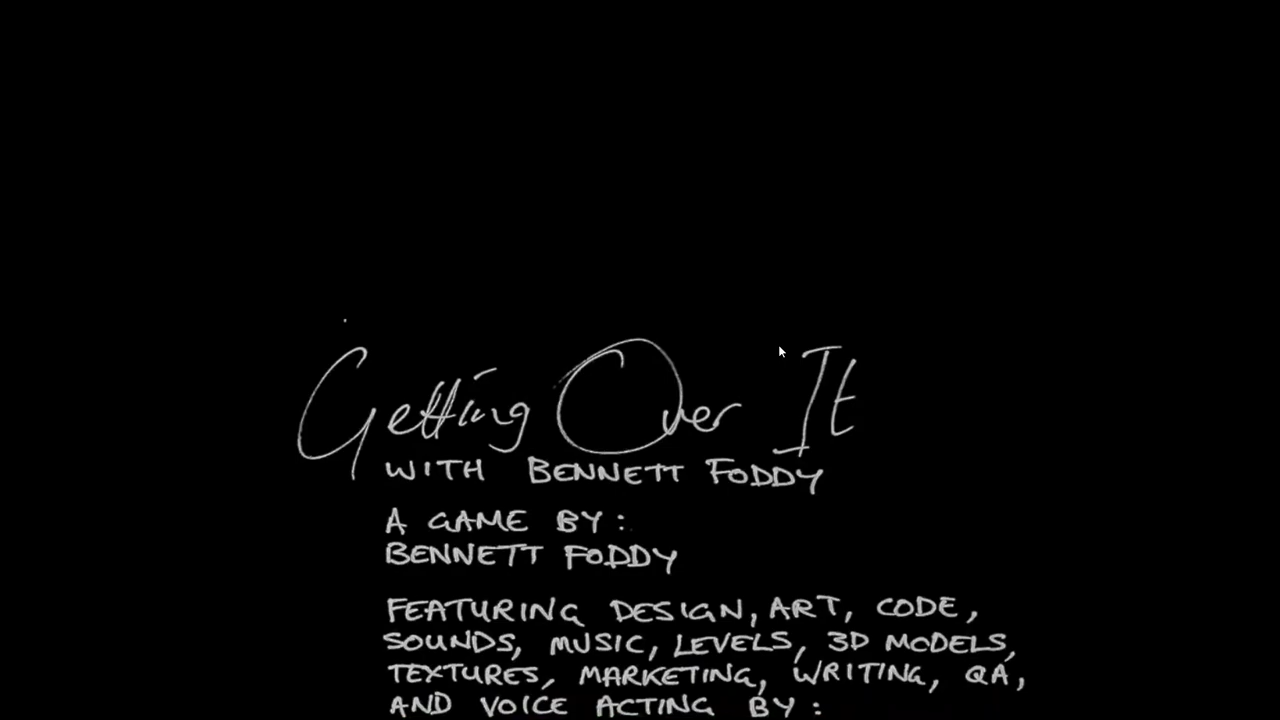 Getting Over It
WITH BENNETT FODDY
A GAME BY:
BENNETT FODDY
FEATURING DESIGN, ART, CODE,
SOUNDS, MUSIC, LEVELS, 3D MODELS,
TEXTURES, MARKETING, WRITING, QA,
AND VOICE ACTING BY: